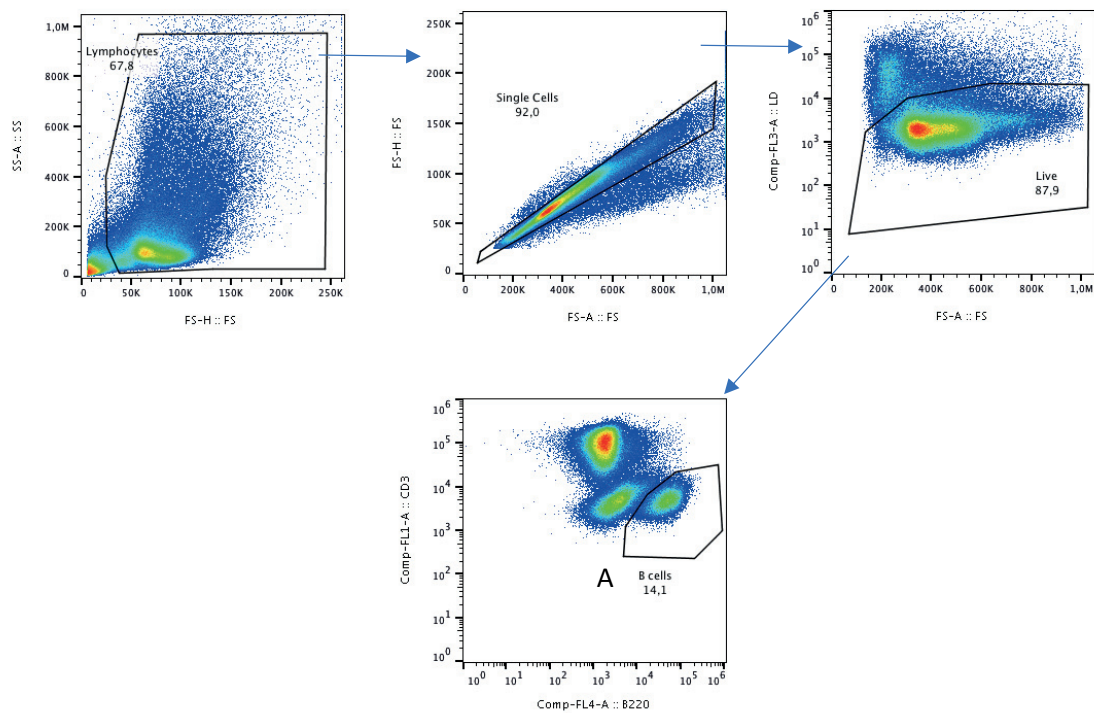 1,0M
800K
600K
400K
200K
0
SS-A :: SS
Lymphocytes
67,8
0
50K
100K
150K
200K
250K
FS-H :: FS
250K
200K
150K
100K
50K
0
FS-H :: FS
Single Cells
92,0
0
200K
400K
600K
800K
1,0M
FS-A :: FS
10^6
10^5
10^4
10^3
10^2
10^1
10^0
Comp-FL3-A :: LD
Live
87,9
0
200K
400K
600K
800K
1,0M
FS-A :: FS
10^6
10^5
10^4
10^3
10^2
10^1
10^0
Comp-FL1-A :: CD3
A
B cells
14,1
10^0
10^1
10^2
10^3
10^4
10^5
10^6
Comp-FL4-A :: B220